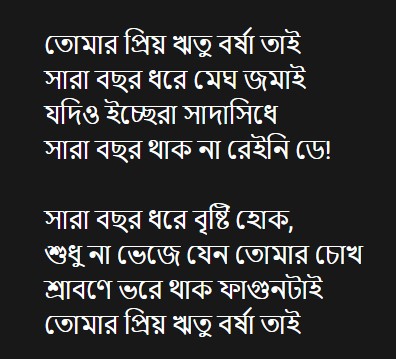 তোমার প্রিয় ঋতু বর্ষা তাই
সারা বছর ধরে মেঘ জমাই
যদিও ইচ্ছেরা সাদাসিধে
সারা বছর থাক না রেইনি ডে!
সারা বছর ধরে বৃষ্টি হোক,
শুধু না ভেজে যেন তোমার চোখ
শ্রাবণে ভরে থাক ফাগুনটাই
তোমার প্রিয় ঋতু বর্ষা তাই